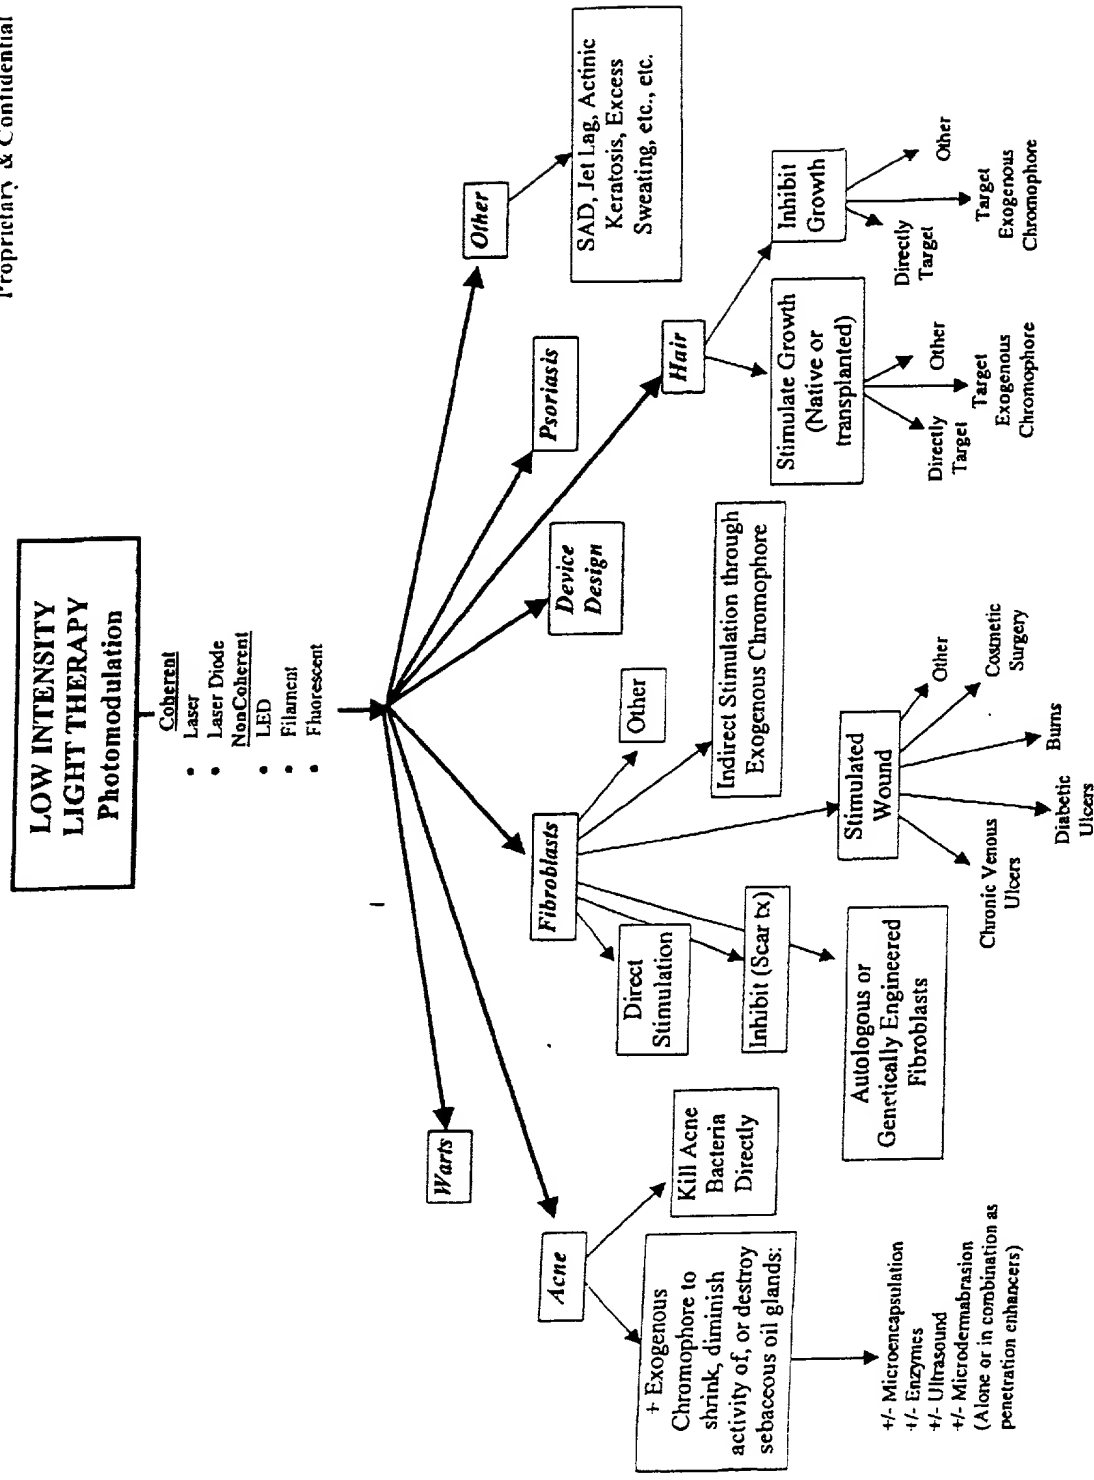 Proprietary & Confidential
LOW INTENSITY
LIGHT THERAPY
Photomodulation
Coherent
• Laser
• Laser Diode
NonCoherent
• LED
• Filament
• Fluorescent
Warts
Acne
+ Exogenous
Chromophore to
shrink, diminish
activity of, or destroy
sebaceous oil glands:
+/- Microencapsulation
+/- Enzymes
+/- Ultrasound
+/- Microdermabrasion
(Alone or in combination as
penetration enhancers)
Kill Acne
Bacteria
Directly
Fibroblasts
Direct
Stimulation
Inhibit (Scar tx)
Autologous or
Genetically Engineered
Fibroblasts
Stimulated
Wound
Chronic Venous
Ulcers
Diabetic
Ulcers
Burns
Cosmetic
Surgery
Other
Indirect Stimulation through
Exogenous Chromophore
Other
Device
Design
Psoriasis
Hair
Stimulate Growth
(Native or
transplanted)
Directly
Target
Target
Exogenous
Chromophore
Other
Inhibit
Growth
Directly
Target
Target
Exogenous
Chromophore
Other
Other
SAD, Jet Lag, Actinic
Keratosis, Excess
Sweating, etc., etc.